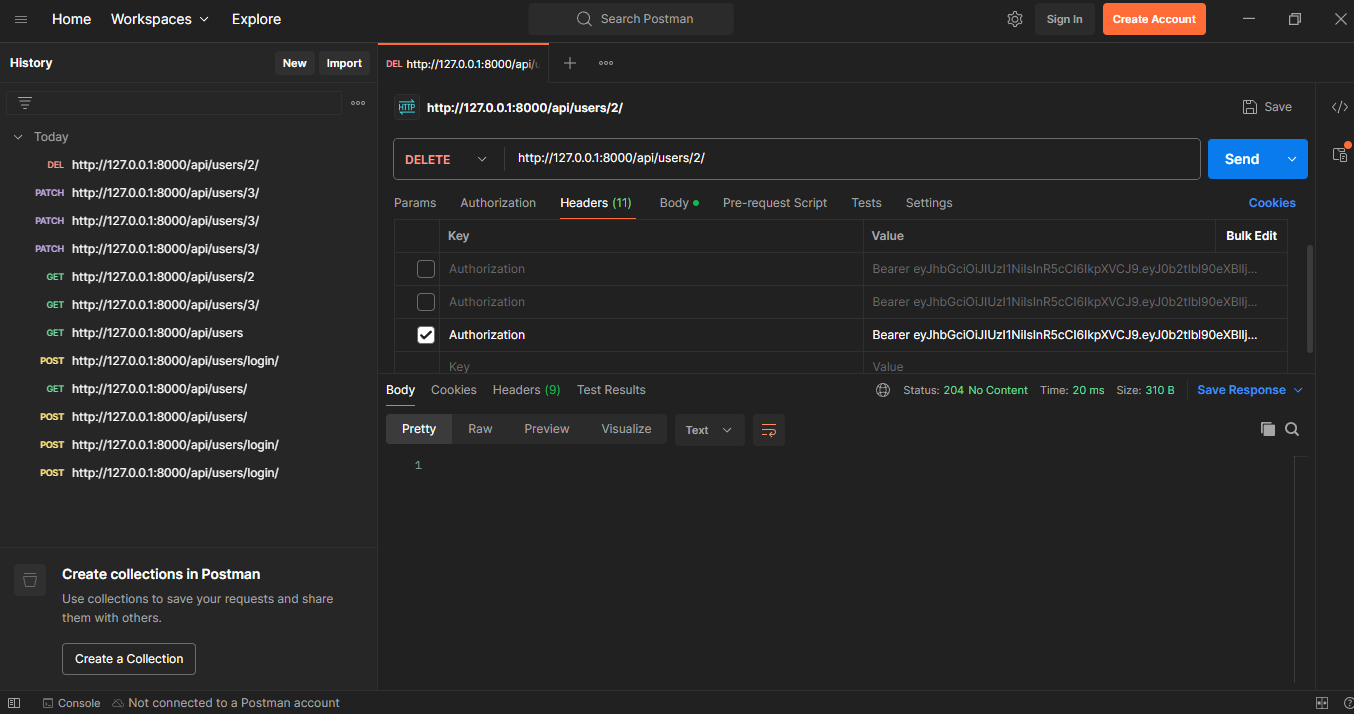 Home Workspaces Explore Search Postman Sign In Create Account
History New Import
DEL http://127.0.0.1:8000/api/u
HTTP http://127.0.0.1:8000/api/users/2/ Save
Today
DEL http://127.0.0.1:8000/api/users/2/
PATCH http://127.0.0.1:8000/api/users/3/
PATCH http://127.0.0.1:8000/api/users/3/
PATCH http://127.0.0.1:8000/api/users/3/
GET http://127.0.0.1:8000/api/users/2
GET http://127.0.0.1:8000/api/users/3/
GET http://127.0.0.1:8000/api/users
POST http://127.0.0.1:8000/api/users/login/
GET http://127.0.0.1:8000/api/users/
POST http://127.0.0.1:8000/api/users/
POST http://127.0.0.1:8000/api/users/login/
POST http://127.0.0.1:8000/api/users/login/
Create collections in Postman
Use collections to save your requests and share
them with others.
Create a Collection
DELETE http://127.0.0.1:8000/api/users/2/ Send
Params Authorization Headers (11) Body Pre-request Script Tests Settings Cookies
Key Value Bulk Edit
Authorization Bearer eyJhbGciOiJIUzI1NiIsInR5cCI6IkpXVCJ9.eyJ0b2tlbl90eXBlIj...
Authorization Bearer eyJhbGciOiJIUzI1NiIsInR5cCI6IkpXVCJ9.eyJ0b2tlbl90eXBlIj...
Authorization Bearer eyJhbGciOiJIUzI1NiIsInR5cCI6IkpXVCJ9.eyJ0b2tlbl90eXBlIj...
Key Value
Body Cookies Headers (9) Test Results Status: 204 No Content Time: 20 ms Size: 310 B Save Response
Pretty Raw Preview Visualize Text
1
Console Not connected to a Postman account